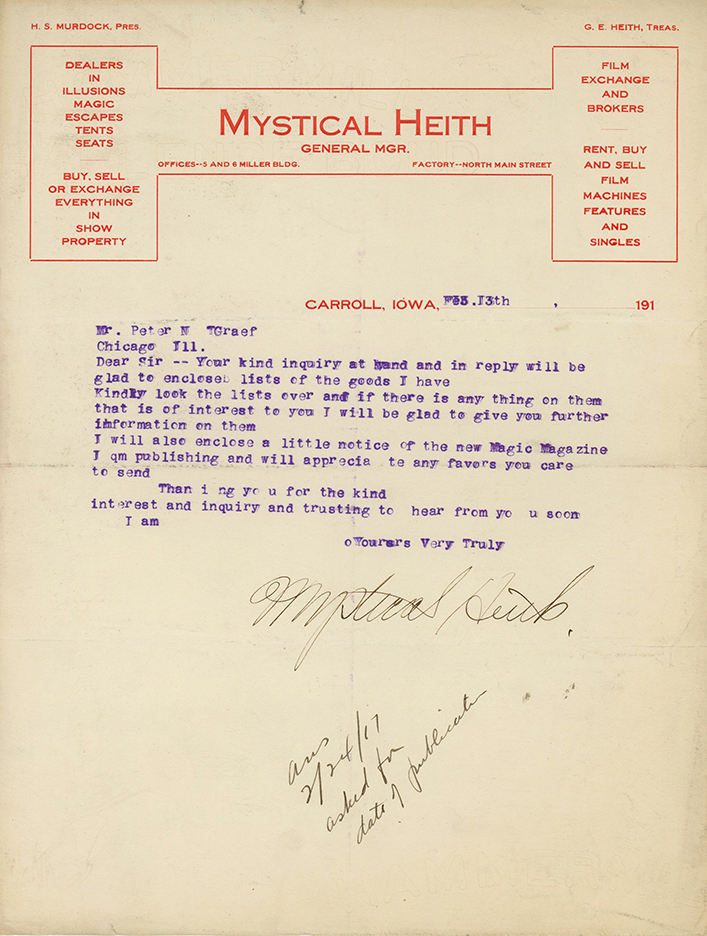 H. S. MURDOCK, PRES.
G. E. HEITH, TREAS.
DEALERS
IN
ILLUSIONS
MAGIC
ESCAPES
TENTS
SEATS
BUY, SELL
OR EXCHANGE
EVERYTHING
IN
SHOW
PROPERTY
MYSTICAL HEITH
GENERAL MGR.
OFFICES--5 AND 6 MILLER BLDG.
FACTORY--NORTH MAIN STREET
FILM
EXCHANGE
AND
BROKERS
RENT, BUY
AND SELL
FILM
MACHINES
FEATURES
AND
SINGLES
CARROLL, IOWA, 13th , 191
Mr. Peter
Chicago Ill.
Dear Sir -- Your kind inquiry at hand and in reply will be
glad to enclose lists of the goods I have
Kindly look the lists over and if there is any thing on them
that is of interest to you I will be glad to give you further
information on them
I will also enclose a little notice of the new Magic Magazine
I qm publishing and will apprecia te any favors you care
to send
Than i ng yo u for the kind
interest and inquiry and trusting to hear from yo u soon
I am
Very Truly
Mystical Heith.
ans
2/24/17
asked for
date of publication